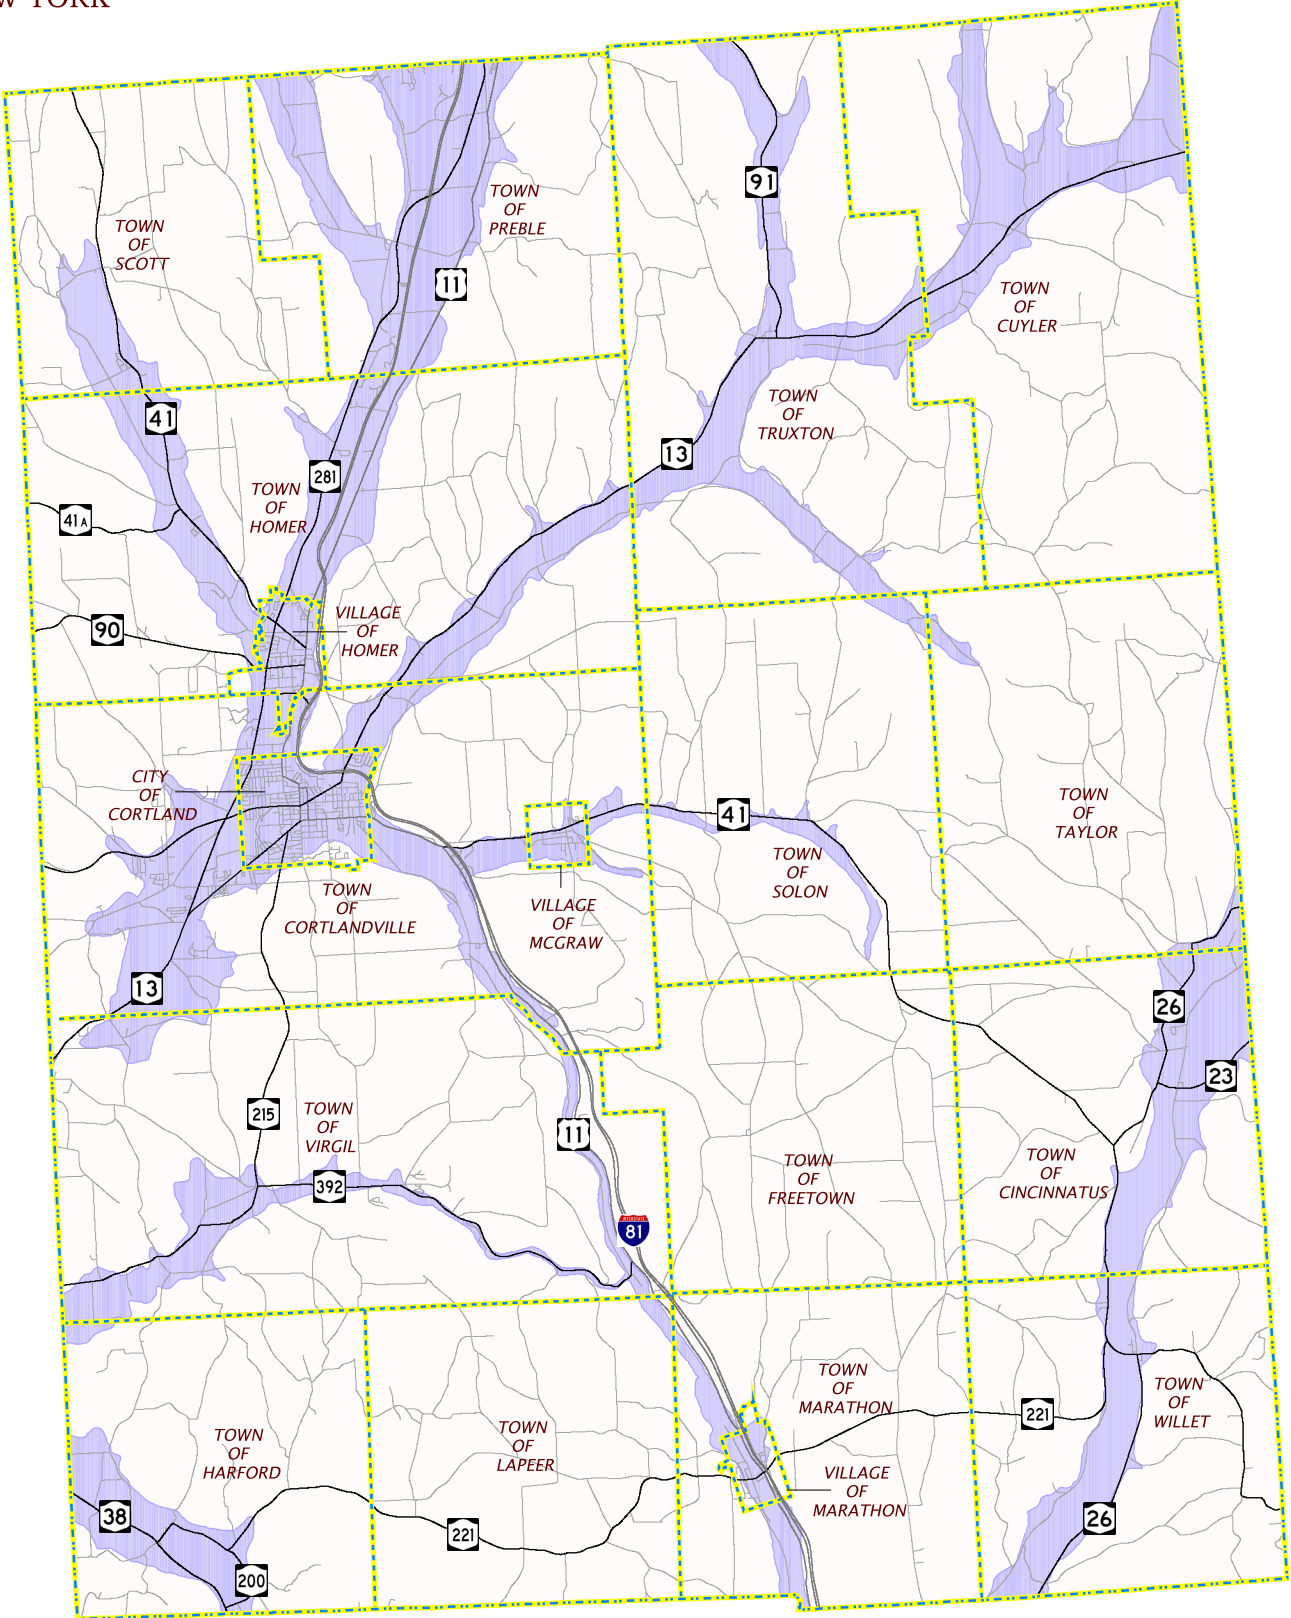 91
TOWN
OF
PREBLE
TOWN
OF
SCOTT
11
TOWN
OF
CUYLER
41
TOWN
OF
TRUXTON
13
281
TOWN
OF
HOMER
41A
90
VILLAGE
OF
HOMER
CITY
OF
CORTLAND
41
TOWN
OF
TAYLOR
TOWN
OF
SOLON
TOWN
OF
CORTLANDVILLE
VILLAGE
OF
MCGRAW
13
26
23
215
TOWN
OF
VIRGIL
11
392
TOWN
OF
FREETOWN
TOWN
OF
CINCINNATUS
81
TOWN
OF
MARATHON
TOWN
OF
WILLET
221
TOWN
OF
HARFORD
TOWN
OF
LAPEER
VILLAGE
OF
MARATHON
38
221
26
200